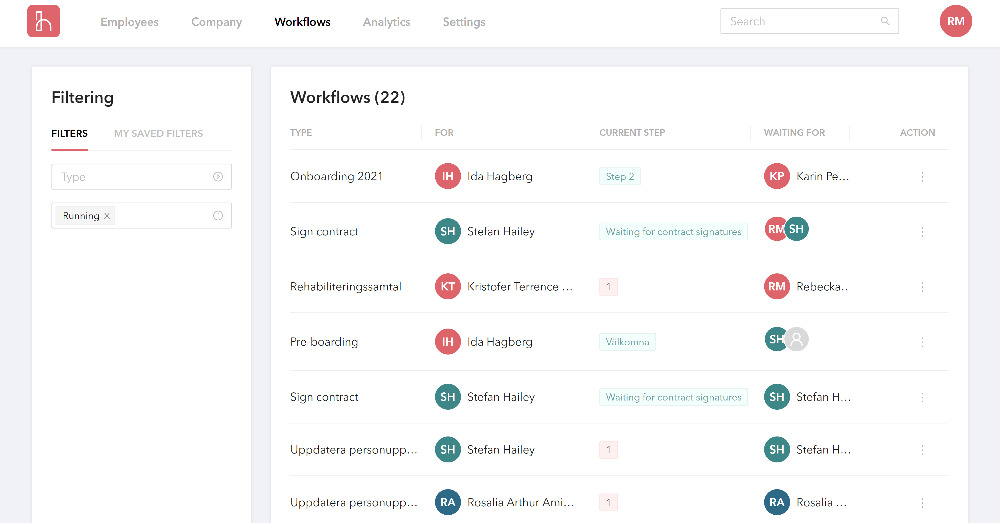 Employees Company Workflows Analytics Settings Search RM
Filtering
FILTERS MY SAVED FILTERS
Type
Running
Workflows (22)
TYPE FOR CURRENT STEP WAITING FOR ACTION
Onboarding 2021 IH Ida Hagberg Step 2 KP Karin Pe...
Sign contract SH Stefan Hailey Waiting for contract signatures RM SH
Rehabiliteringssamtal KT Kristofer Terrence ... 1 RM Rebecka..
Pre-boarding IH Ida Hagberg Välkomna SH
Sign contract SH Stefan Hailey Waiting for contract signatures SH Stefan H...
Uppdatera personupp... SH Stefan Hailey 1 SH Stefan H...
Uppdatera personupp... RA Rosalia Arthur Ami... 1 RA Rosalia ...